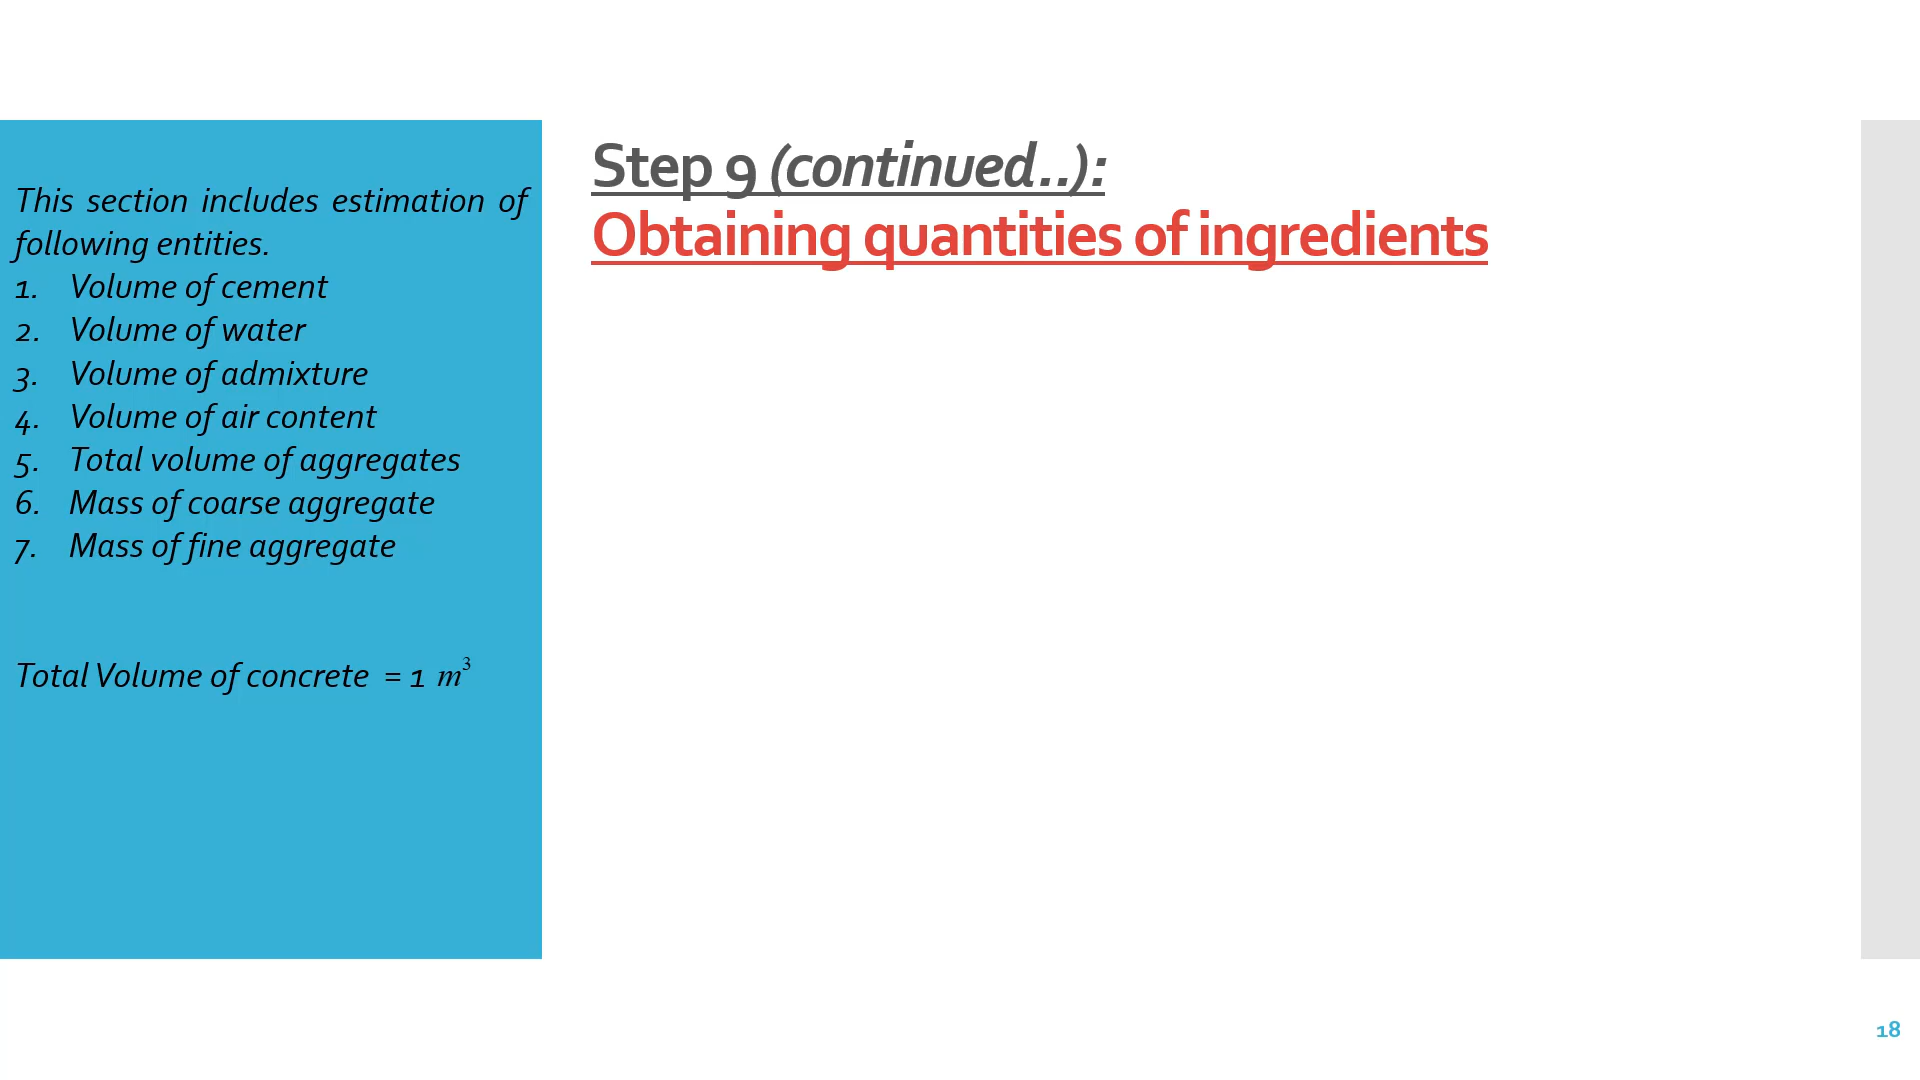 Step 9 (continued..):
Obtaining quantities of ingredients
This section includes estimation of
following entities.
1. Volume of cement
2. Volume of water
3. Volume of admixture
4. Volume of air content
5. Total volume of aggregates
6. Mass of coarse aggregate
7. Mass of fine aggregate
Total Volume of concrete = 1 m³
18